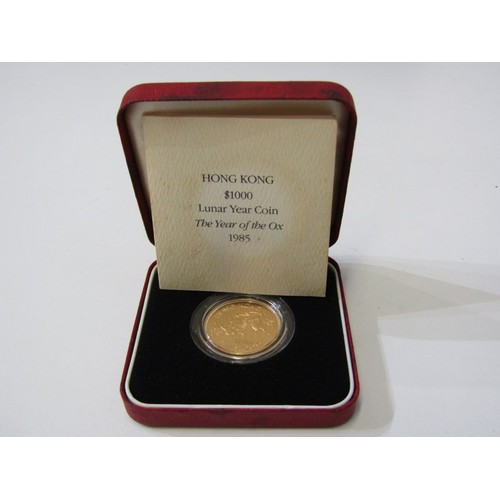 HONG KONG
$1000
Lunar Year Coin
The Year of the Ox
1985